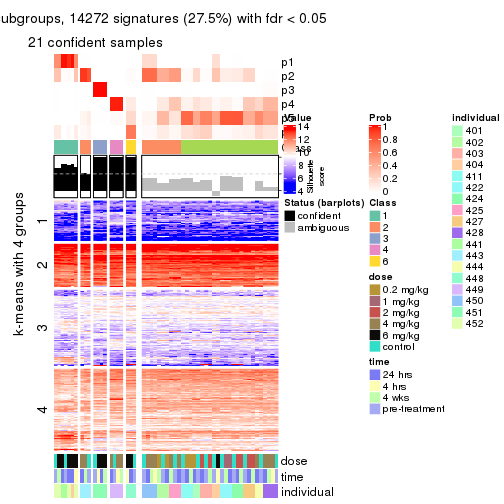 ubgroups, 14272 signatures (27.5%) with fdr < 0.05
21 confident samples
p1
p2
p3
p4
Value
14
12
10
8
6
4
Silhouette
score
Status (barplots)
confident
ambiguous
k-means with 4 groups
1
2
3
4
dose
time
individual
Prob
1
0.8
0.6
0.4
0.2
0
Class
1
2
3
4
6
dose
0.2 mg/kg
1 mg/kg
2 mg/kg
4 mg/kg
6 mg/kg
control
time
24 hrs
4 hrs
4 wks
pre-treatment
individual
401
402
403
404
411
422
424
425
427
428
441
443
444
448
449
450
451
452